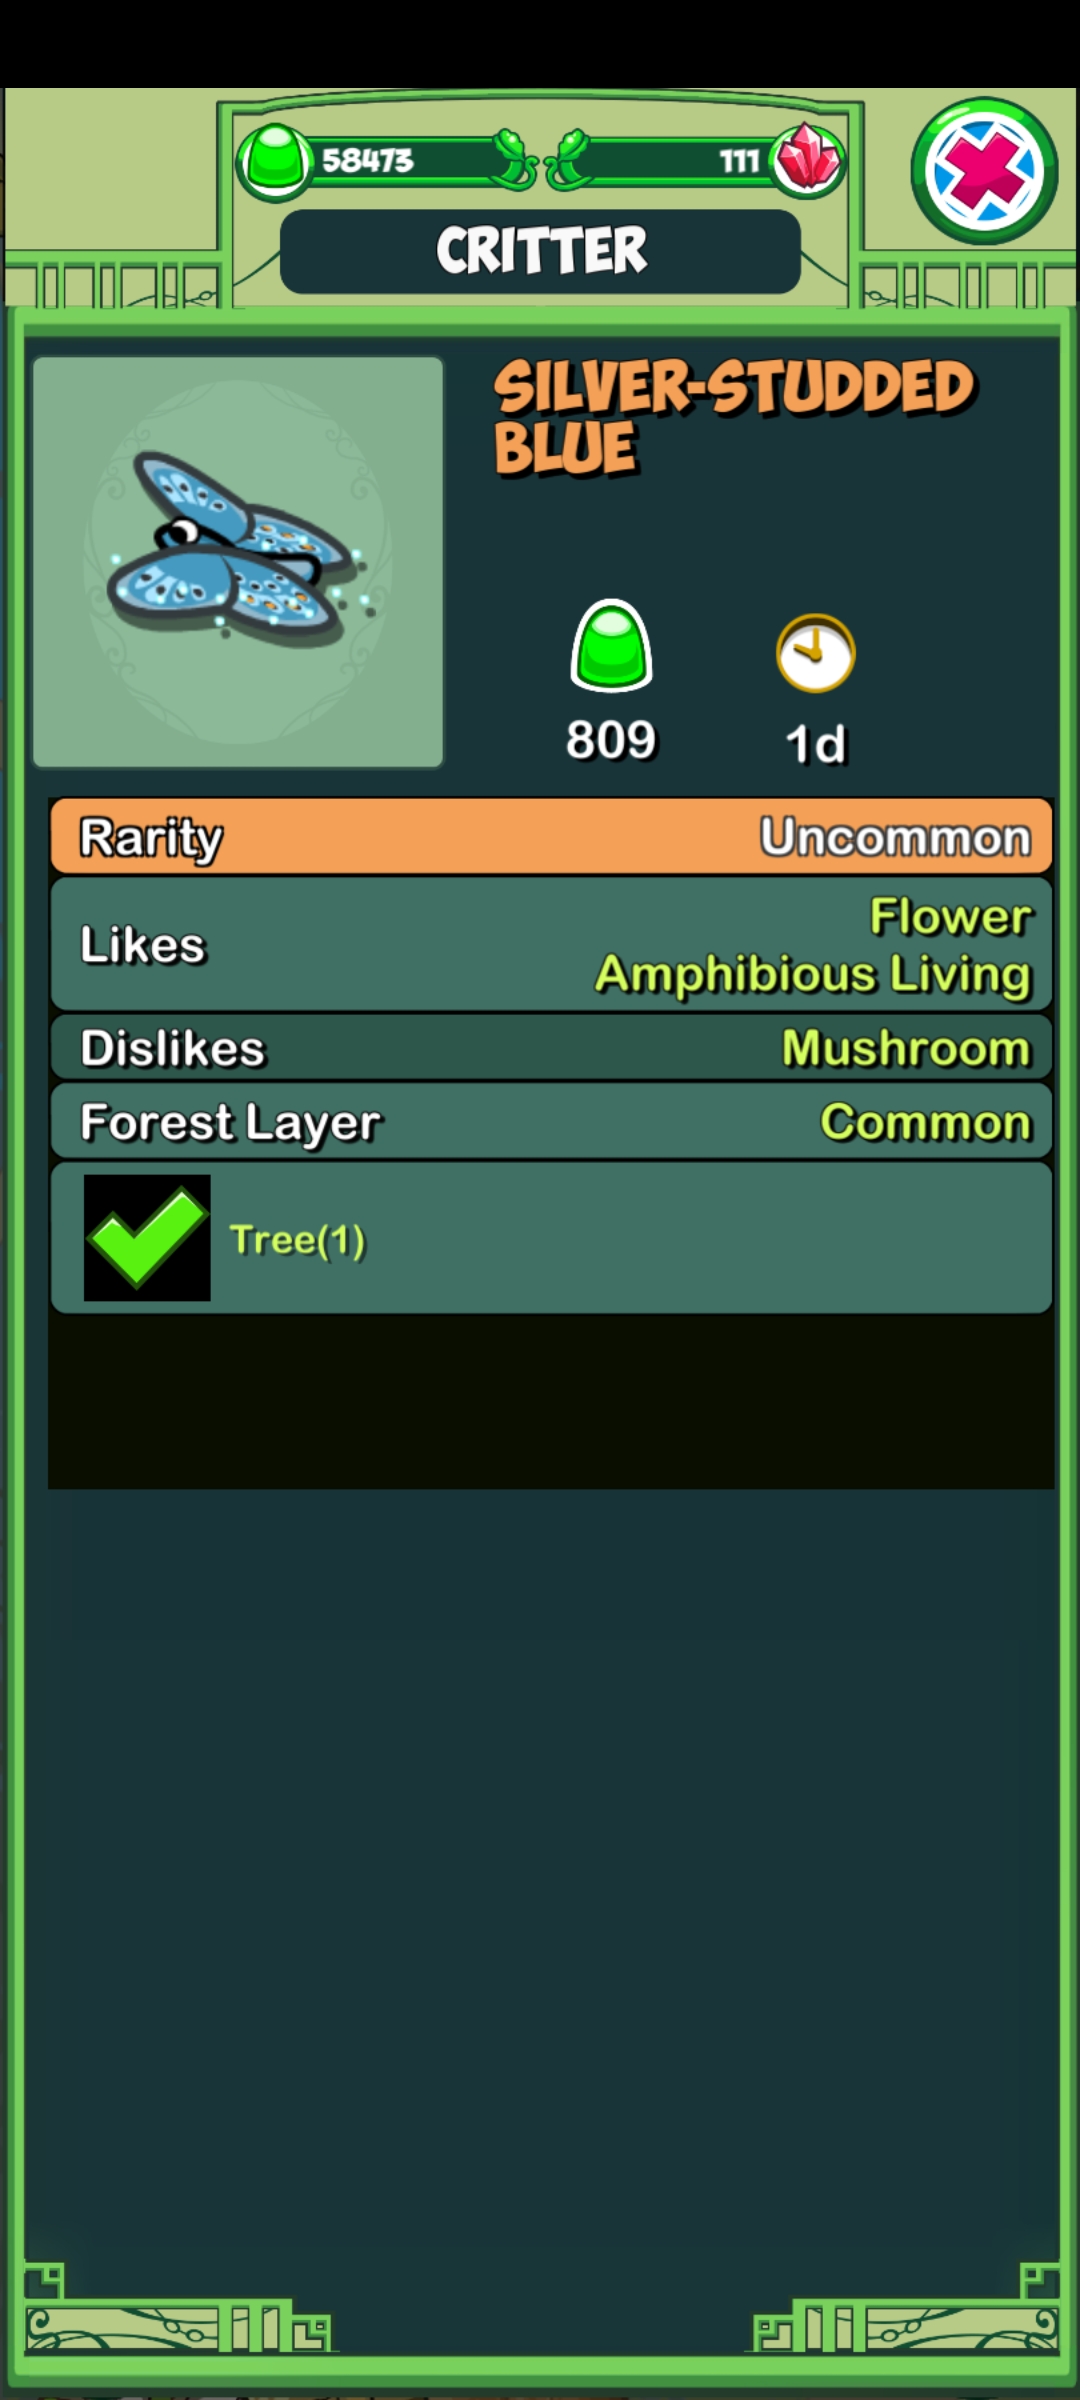 58473
111
CRITTER
SILVER-STUDDED
BLUE
809
1d
Rarity
Uncommon
Likes
Flower
Amphibious Living
Dislikes
Mushroom
Forest Layer
Common
Tree(1)